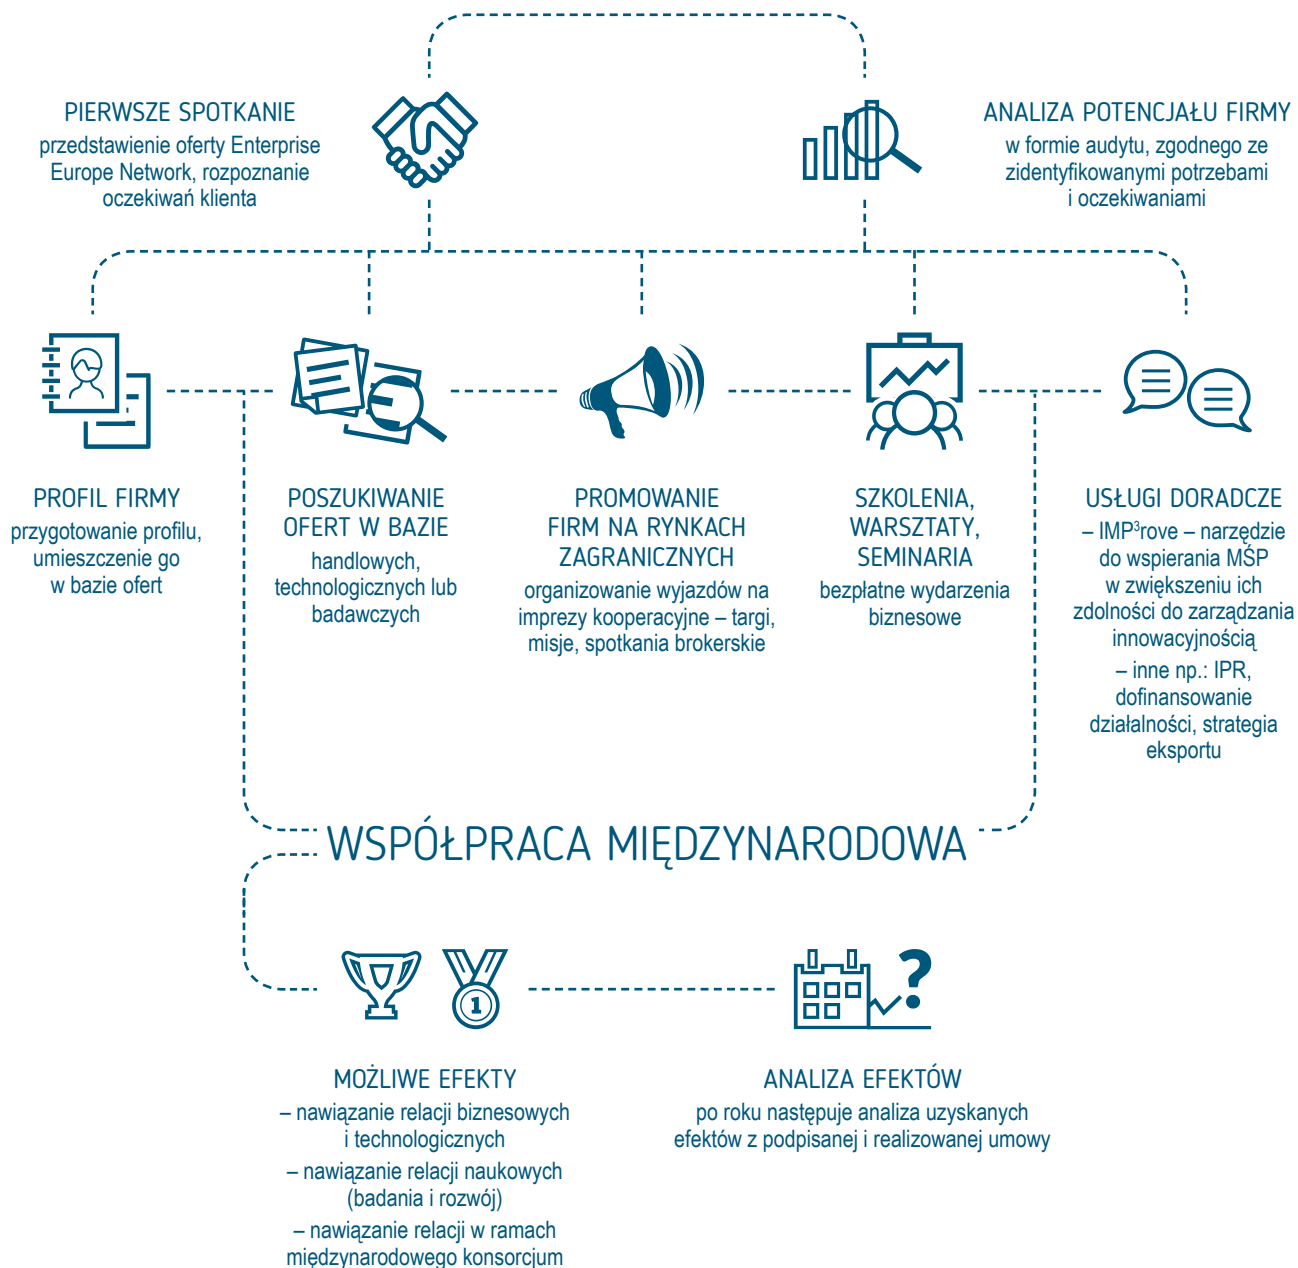 PIERWSZE SPOTKANIE
przedstawienie oferty Enterprise
Europe Network, rozpoznanie
oczekiwań klienta
ANALIZA POTENCJAŁU FIRMY
w formie audytu, zgodnego ze
zidentyfikowanymi potrzebami
i oczekiwaniami
PROFIL FIRMY
przygotowanie profilu,
umieszczenie go
w bazie ofert
POSZUKIWANIE
OFERT W BAZIE
handlowych,
technologicznych lub
badawczych
PROMOWANIE
FIRM NA RYNKACH
ZAGRANICZNYCH
organizowanie wyjazdów na
imprezy kooperacyjne – targi,
misje, spotkania brokerskie
SZKOLENIA,
WARSZTATY,
SEMINARIA
bezpłatne wydarzenia
biznesowe
USŁUGI DORADCZE
– IMP³rove – narzędzie
do wspierania MŚP
w zwiększeniu ich
zdolności do zarządzania
innowacyjnością
– inne np.: IPR,
dofinansowanie
działalności, strategia
eksportu
WSPÓŁPRACA MIĘDZYNARODOWA
1
?
MOŻLIWE EFEKTY
– nawiązanie relacji biznesowych
i technologicznych
– nawiązanie relacji naukowych
(badania i rozwój)
– nawiązanie relacji w ramach
międzynarodowego konsorcjum
ANALIZA EFEKTÓW
po roku następuje analiza uzyskanych
efektów z podpisanej i realizowanej umowy